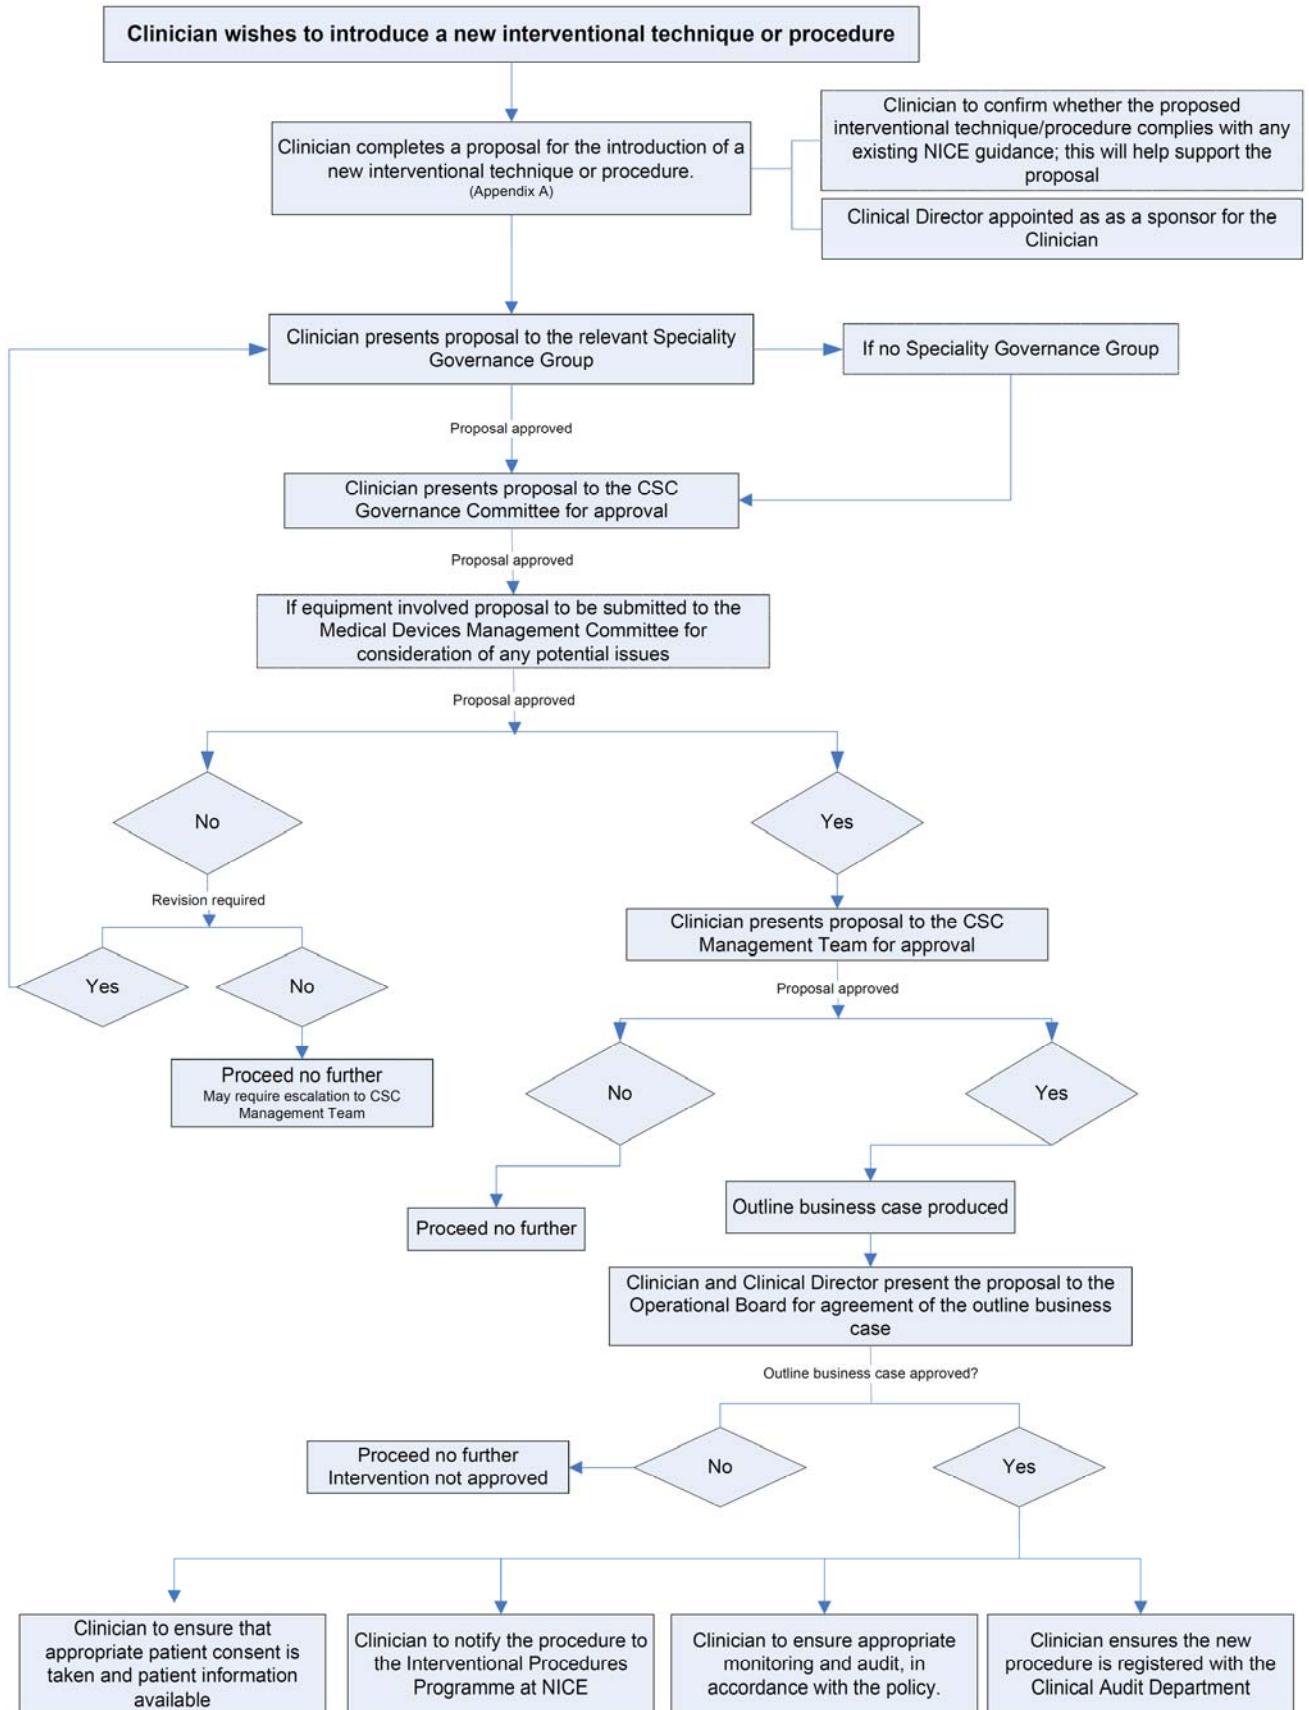 Clinician wishes to introduce a new interventional technique or procedure
Clinician completes a proposal for the introduction of a
new interventional technique or procedure.
(Appendix A)
Clinician to confirm whether the proposed
interventional technique/procedure complies with any
existing NICE guidance; this will help support the
proposal
Clinical Director appointed as as a sponsor for the
Clinician
Clinician presents proposal to the relevant Speciality
Governance Group
If no Speciality Governance Group
Proposal approved
Clinician presents proposal to the CSC
Governance Committee for approval
Proposal approved
If equipment involved proposal to be submitted to the
Medical Devices Management Committee for
consideration of any potential issues
Proposal approved
No
Yes
Revision required
Yes
No
Proceed no further
May require escalation to CSC
Management Team
Clinician presents proposal to the CSC
Management Team for approval
Proposal approved
No
Yes
Proceed no further
Outline business case produced
Clinician and Clinical Director present the proposal to the
Operational Board for agreement of the outline business
case
Outline business case approved?
No
Yes
Proceed no further
Intervention not approved
Clinician to ensure that
appropriate patient consent is
taken and patient information
available
Clinician to notify the procedure to
the Interventional Procedures
Programme at NICE
Clinician to ensure appropriate
monitoring and audit, in
accordance with the policy.
Clinician ensures the new
procedure is registered with the
Clinical Audit Department